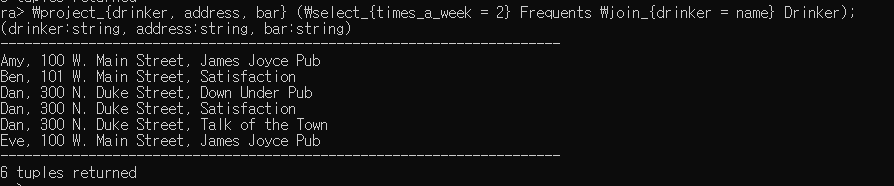 ra> ₩project_{drinker, address, bar} (₩select_{times_a_week = 2} Frequents ₩join_{drinker = name} Drinker);
(drinker:string, address:string, bar:string)
----------------------------------------------------------------------
Amy, 100 W. Main Street, James Joyce Pub
Ben, 101 W. Main Street, Satisfaction
Dan, 300 N. Duke Street, Down Under Pub
Dan, 300 N. Duke Street, Satisfaction
Dan, 300 N. Duke Street, Talk of the Town
Eve, 100 W. Main Street, James Joyce Pub
----------------------------------------------------------------------
6 tuples returned